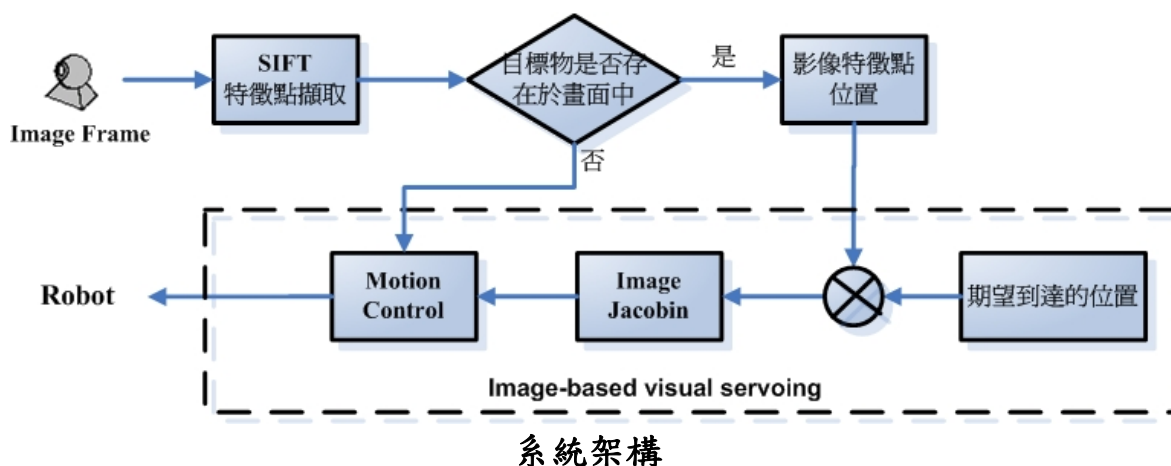 Image Frame
SIFT
特徵點擷取
目標物是否存
在於畫面中
是
影像特徵點
位置
否
Robot
Motion
Control
Image
Jacobin
期望到達的位置
Image-based visual servoing
系統架構